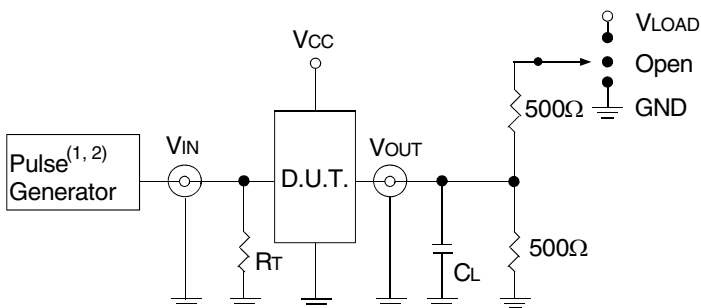 VLOAD
VCC
Open
500Ω
GND
Pulse(1, 2)
Generator
VIN
D.U.T.
VOUT
RT
CL
500Ω